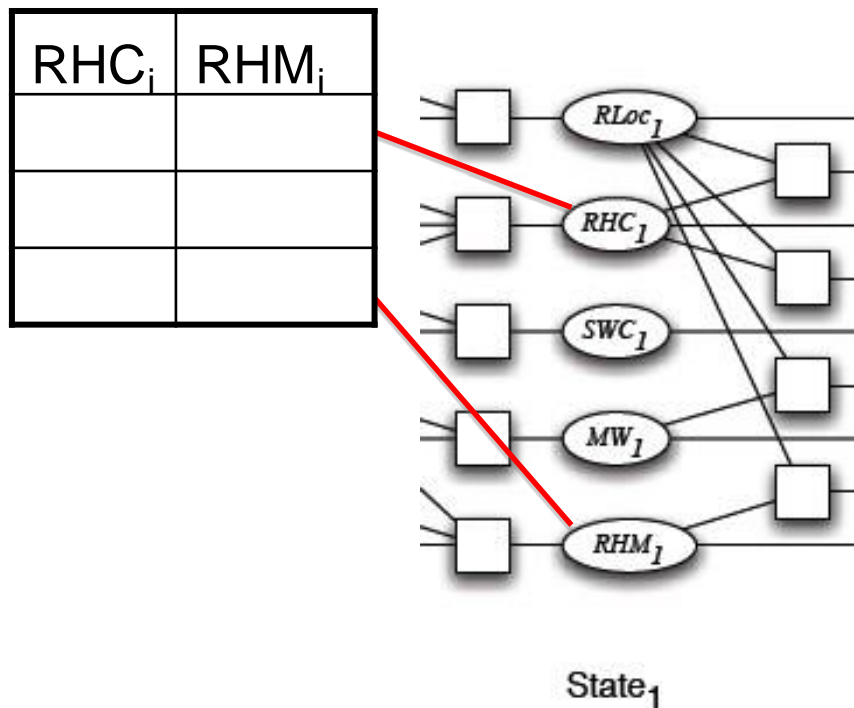 RHCᵢ RHMᵢ
RLoc₁
RHC₁
SWC₁
MW₁
RHM₁
State₁